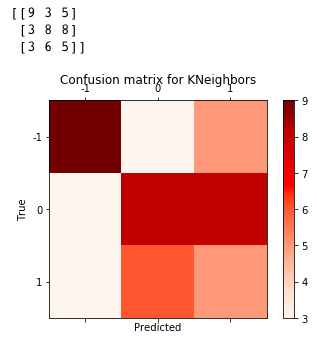 [[9 3 5]
[3 8 8]
[3 6 5]]
Confusion matrix for KNeighbors
-1 0 1
-1
0
1
True
Predicted
9
8
7
6
5
4
3